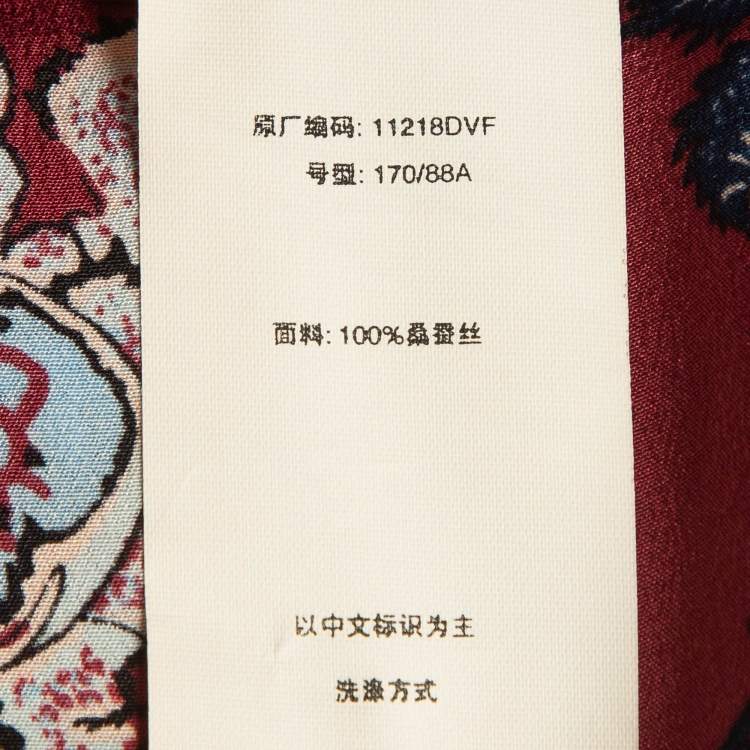 原厂编码: 11218DVF
号型: 170/88A
面料: 100%桑蚕丝
以中文标识为主
洗涤方式